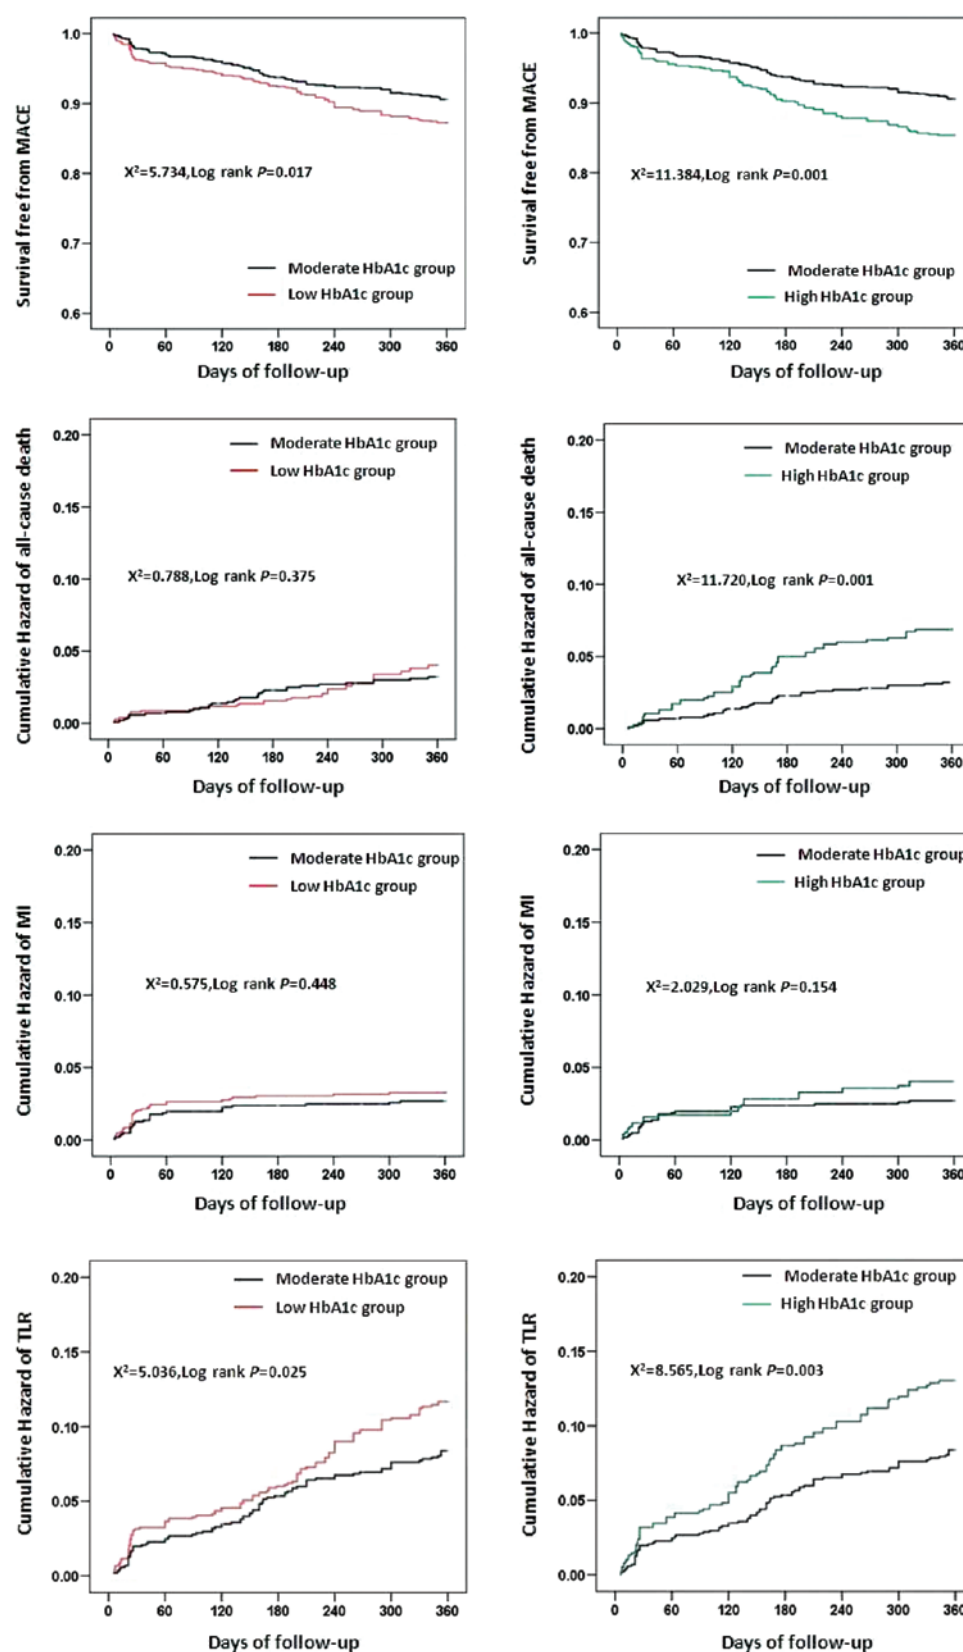 Survival free from MACE
1.0
0.9
0.8
0.7
0.6
X²=5.734,Log rank P=0.017
Moderate HbA1c group
Low HbA1c group
0 60 120 180 240 300 360
Days of follow-up
Survival free from MACE
1.0
0.9
0.8
0.7
0.6
X²=11.384,Log rank P=0.001
Moderate HbA1c group
High HbA1c group
0 60 120 180 240 300 360
Days of follow-up
Cumulative Hazard of all-cause death
0.20
0.15
0.10
0.05
0.00
Moderate HbA1c group
Low HbA1c group
X²=0.788,Log rank P=0.375
0 60 120 180 240 300 360
Days of follow-up
Cumulative Hazard of all-cause death
0.20
0.15
0.10
0.05
0.00
Moderate HbA1c group
High HbA1c group
X²=11.720,Log rank P=0.001
0 60 120 180 240 300 360
Days of follow-up
Cumulative Hazard of MI
0.20
0.15
0.10
0.05
0.00
Moderate HbA1c group
Low HbA1c group
X²=0.575,Log rank P=0.448
0 60 120 180 240 300 360
Days of follow-up
Cumulative Hazard of MI
0.20
0.15
0.10
0.05
0.00
Moderate HbA1c group
High HbA1c group
X²=2.029,Log rank P=0.154
0 60 120 180 240 300 360
Days of follow-up
Cumulative Hazard of TLR
0.20
0.15
0.10
0.05
0.00
Moderate HbA1c group
Low HbA1c group
X²=5.036,Log rank P=0.025
0 60 120 180 240 300 360
Days of follow-up
Cumulative Hazard of TLR
0.20
0.15
0.10
0.05
0.00
Moderate HbA1c group
High HbA1c group
X²=8.565,Log rank P=0.003
0 60 120 180 240 300 360
Days of follow-up